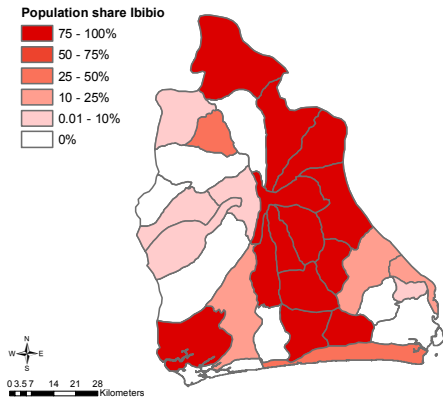 Population share Ibibio
75 - 100%
50 - 75%
25 - 50%
10 - 25%
0.01 - 10%
0%
N
W E
S
0 3.5 7 14 21 28
Kilometers